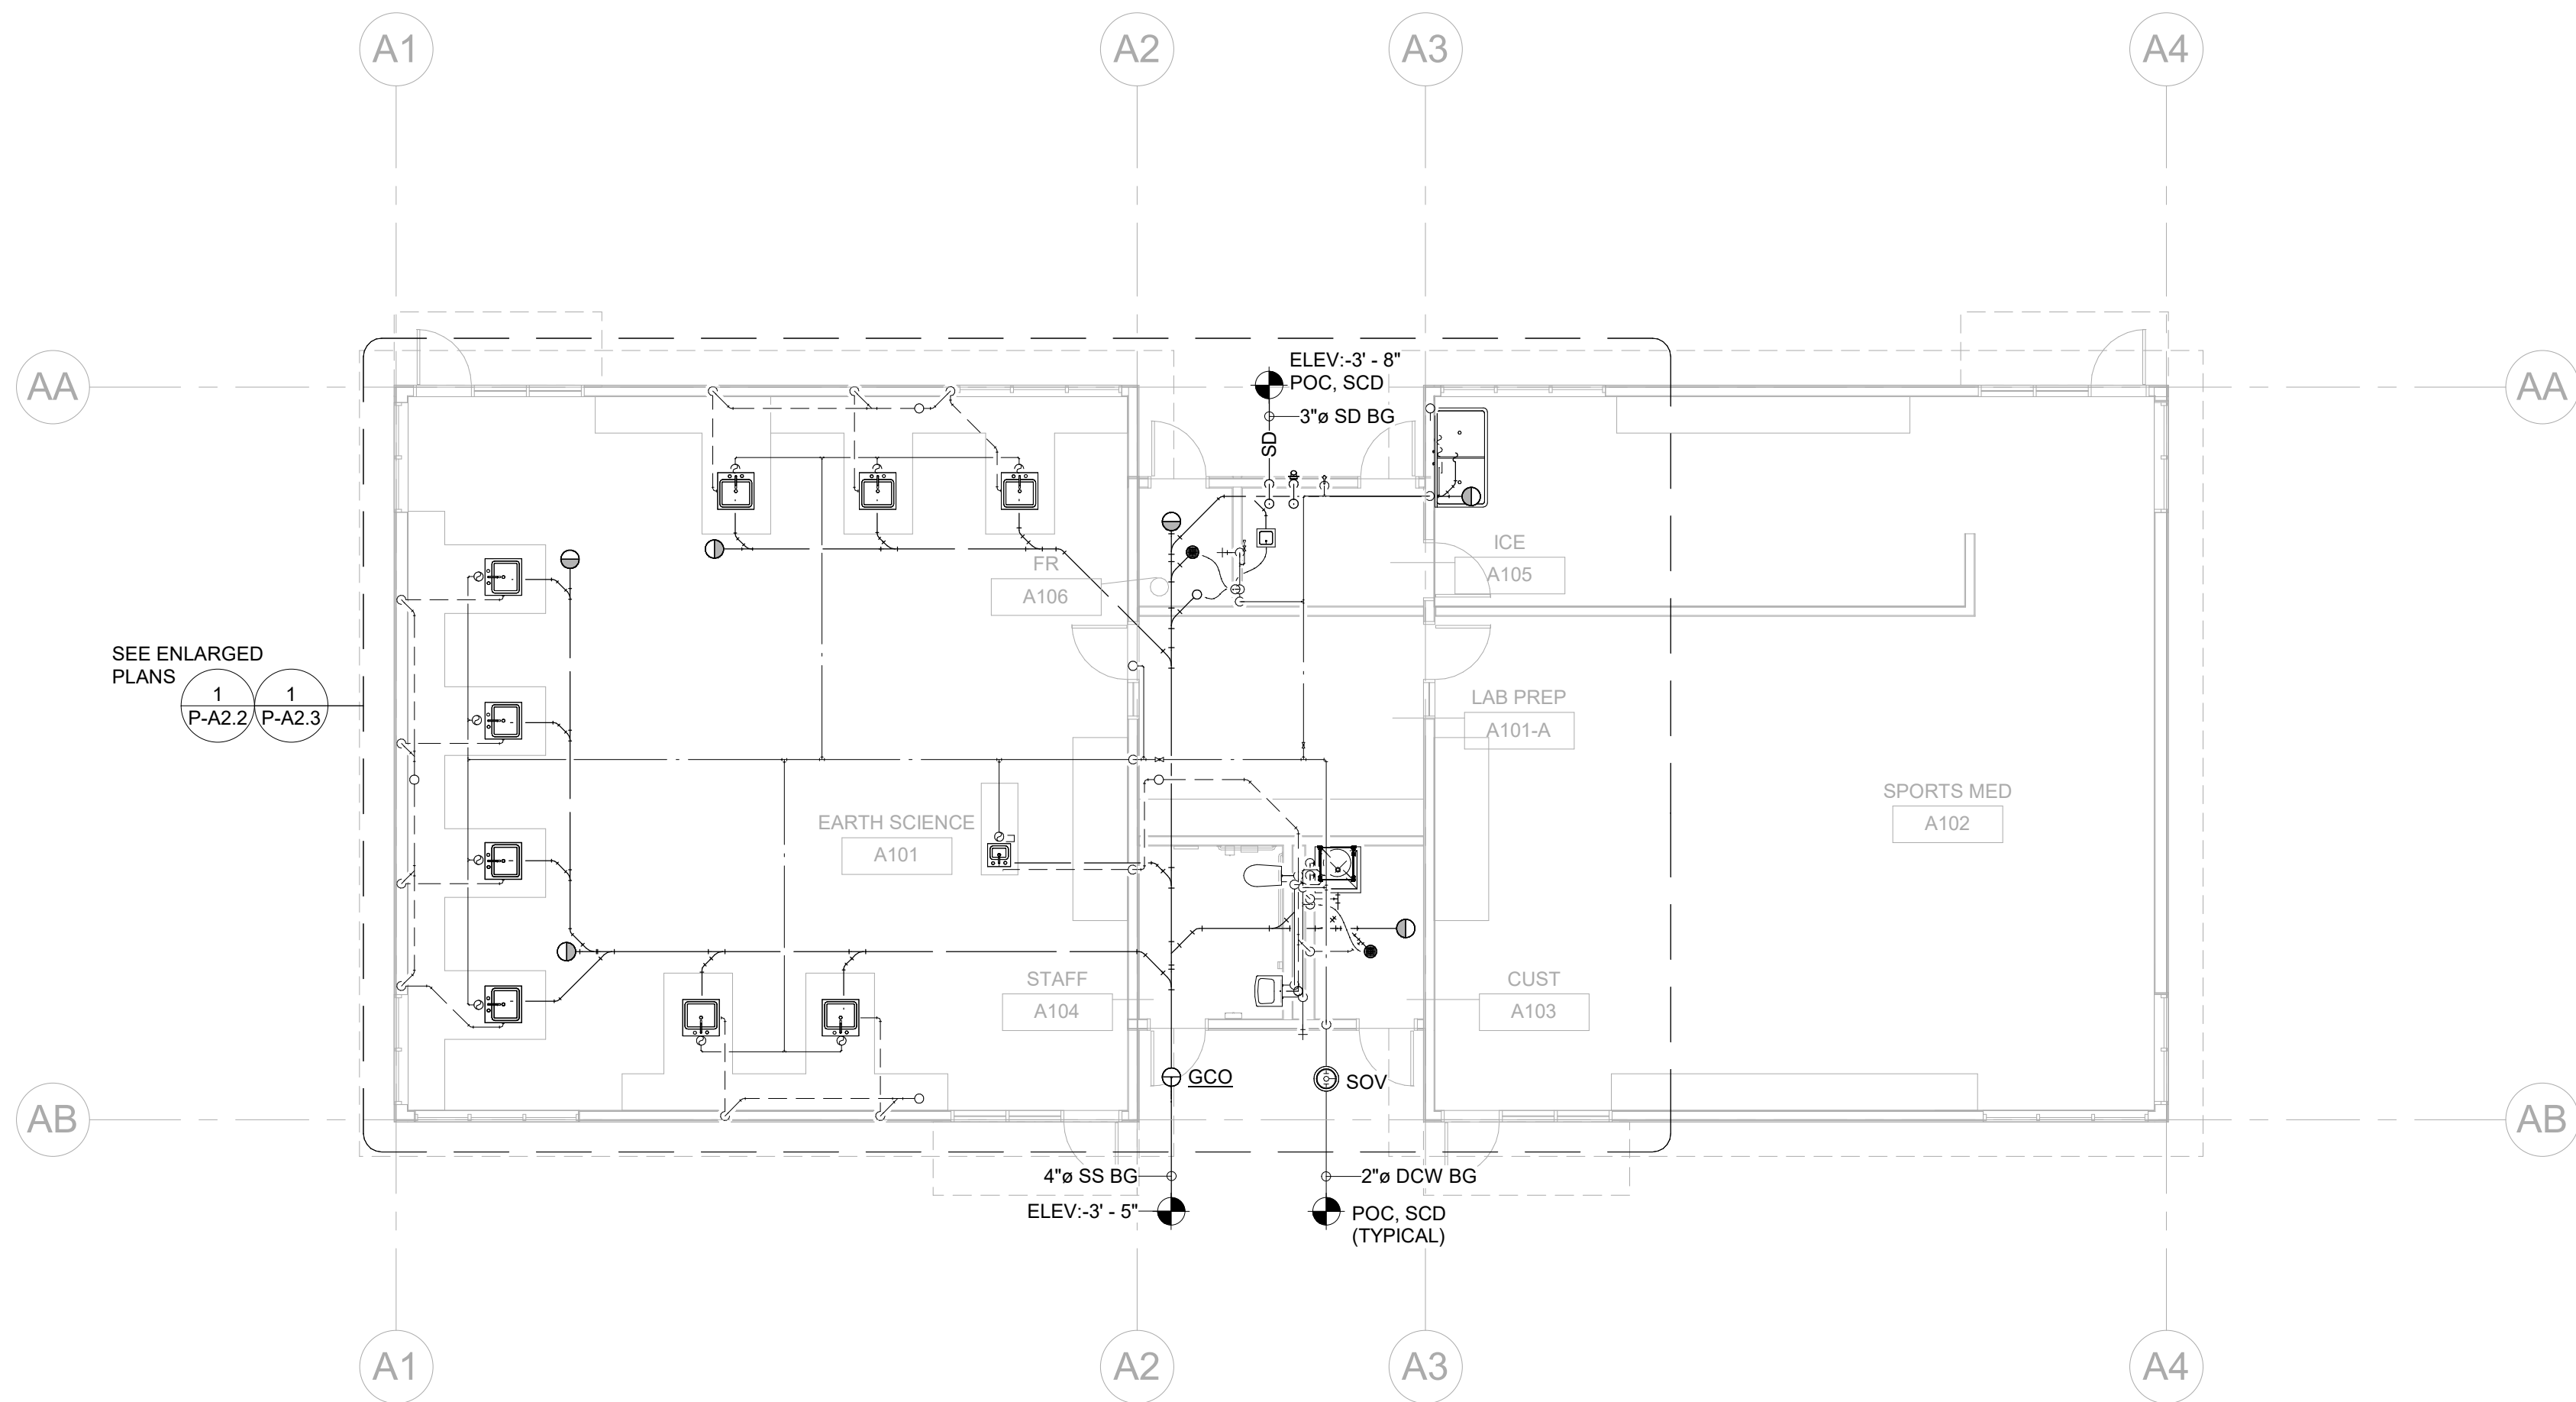 A1
A2
A3
A4
ELEV:-3' - 8"
POC, SCD
AA
AA
3"ø SD BG
SD
ICE
A105
FR
A106
SEE ENLARGED
PLANS
1
P-A2.2
1
P-A2.3
LAB PREP
A101-A
SPORTS MED
A102
EARTH SCIENCE
A101
STAFF
A104
CUST
A103
GCO
SOV
AB
AB
4"ø SS BG
2"ø DCW BG
ELEV:-3' - 5"
POC, SCD
(TYPICAL)
A1
A2
A3
A4